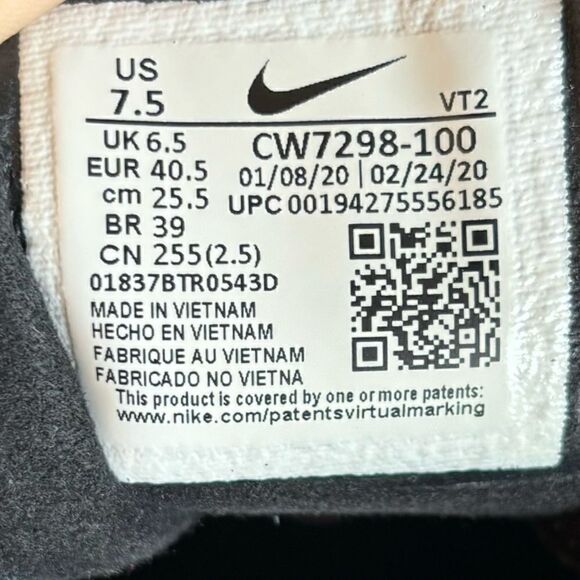 US
7.5
VT2
UK 6.5
EUR 40.5
cm 25.5
BR 39
CN 255(2.5)
CW7298-100
01/08/20 | 02/24/20
UPC 00194275556185
01837BTR0543D
MADE IN VIETNAM
HECHO EN VIETNAM
FABRIQUE AU VIETNAM
FABRICADO NO VIETNA
This product is covered by one or more patents:
www.nike.com/patentsvirtualmarking